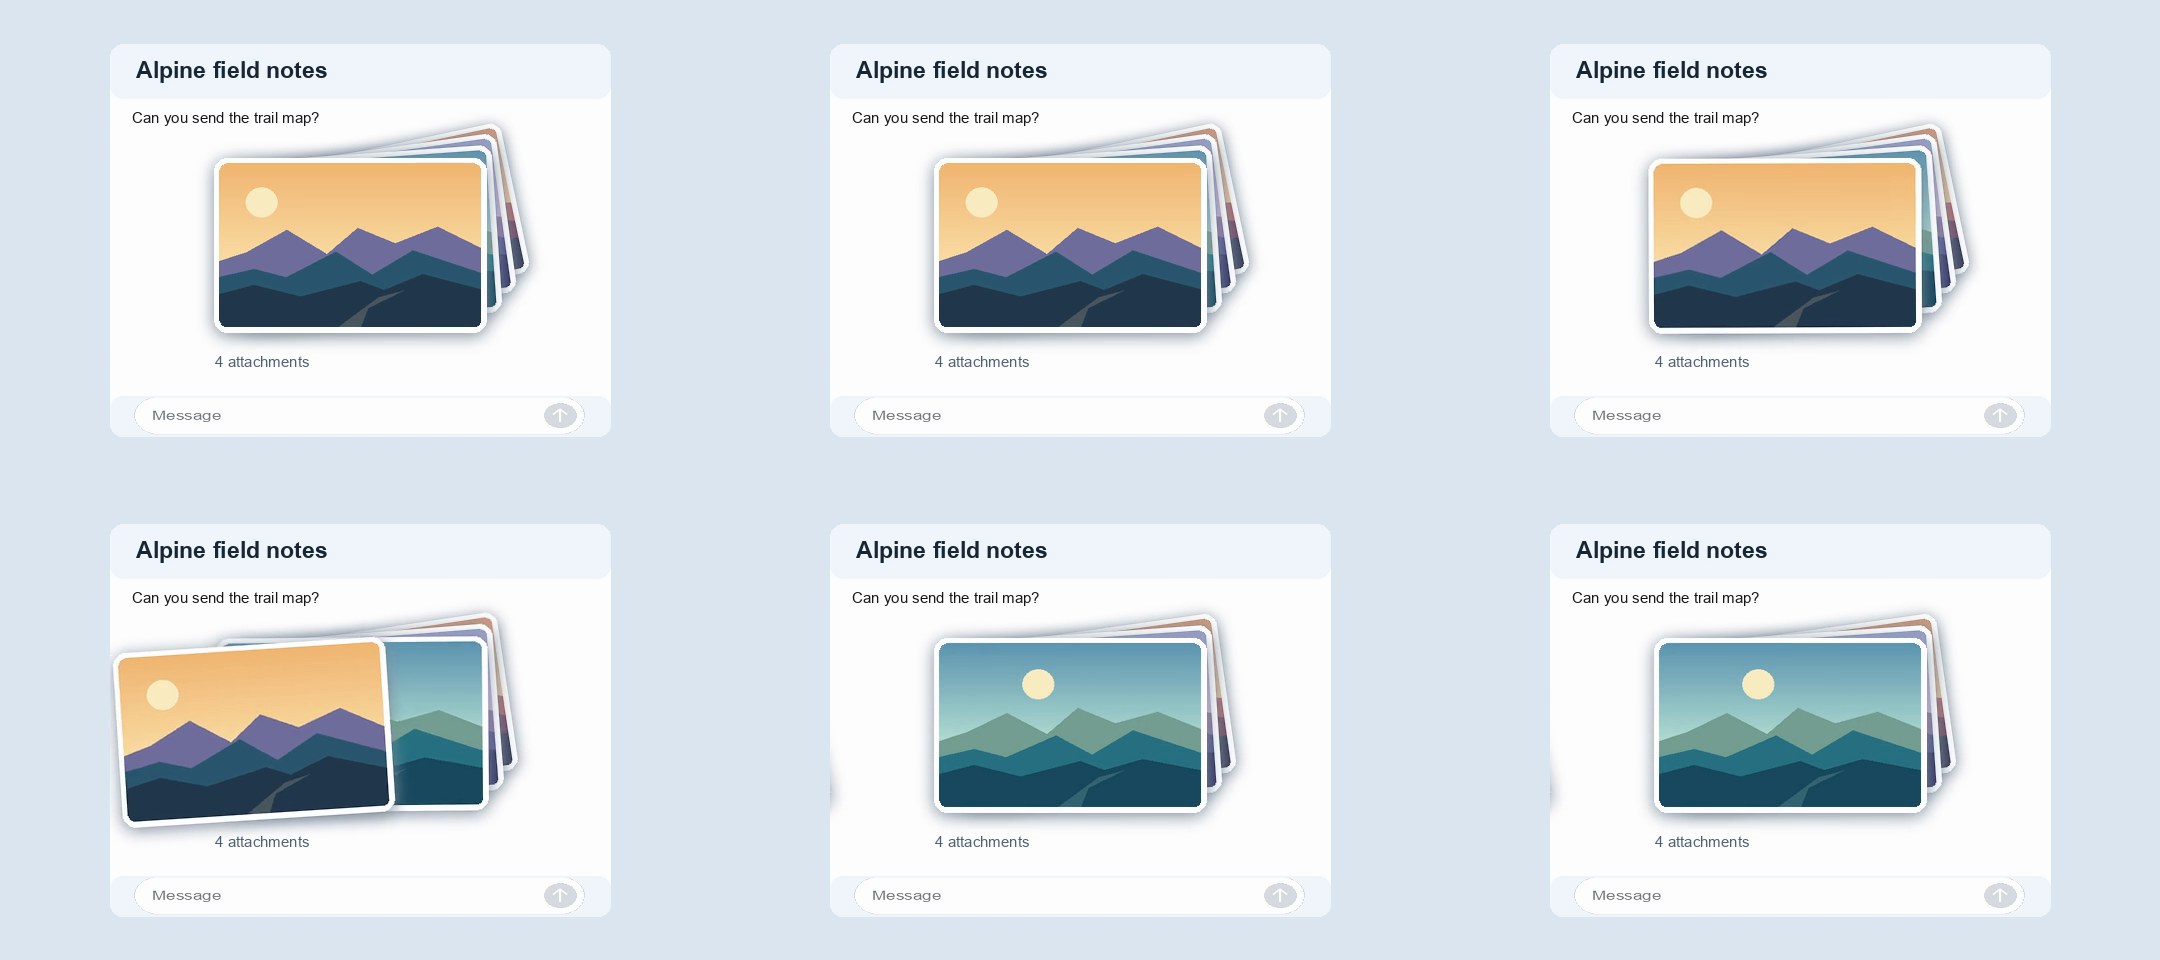 Alpine field notes
Can you send the trail map?
4 attachments
Message
Alpine field notes
Can you send the trail map?
4 attachments
Message
Alpine field notes
Can you send the trail map?
4 attachments
Message
Alpine field notes
Can you send the trail map?
4 attachments
Message
Alpine field notes
Can you send the trail map?
4 attachments
Message
Alpine field notes
Can you send the trail map?
4 attachments
Message